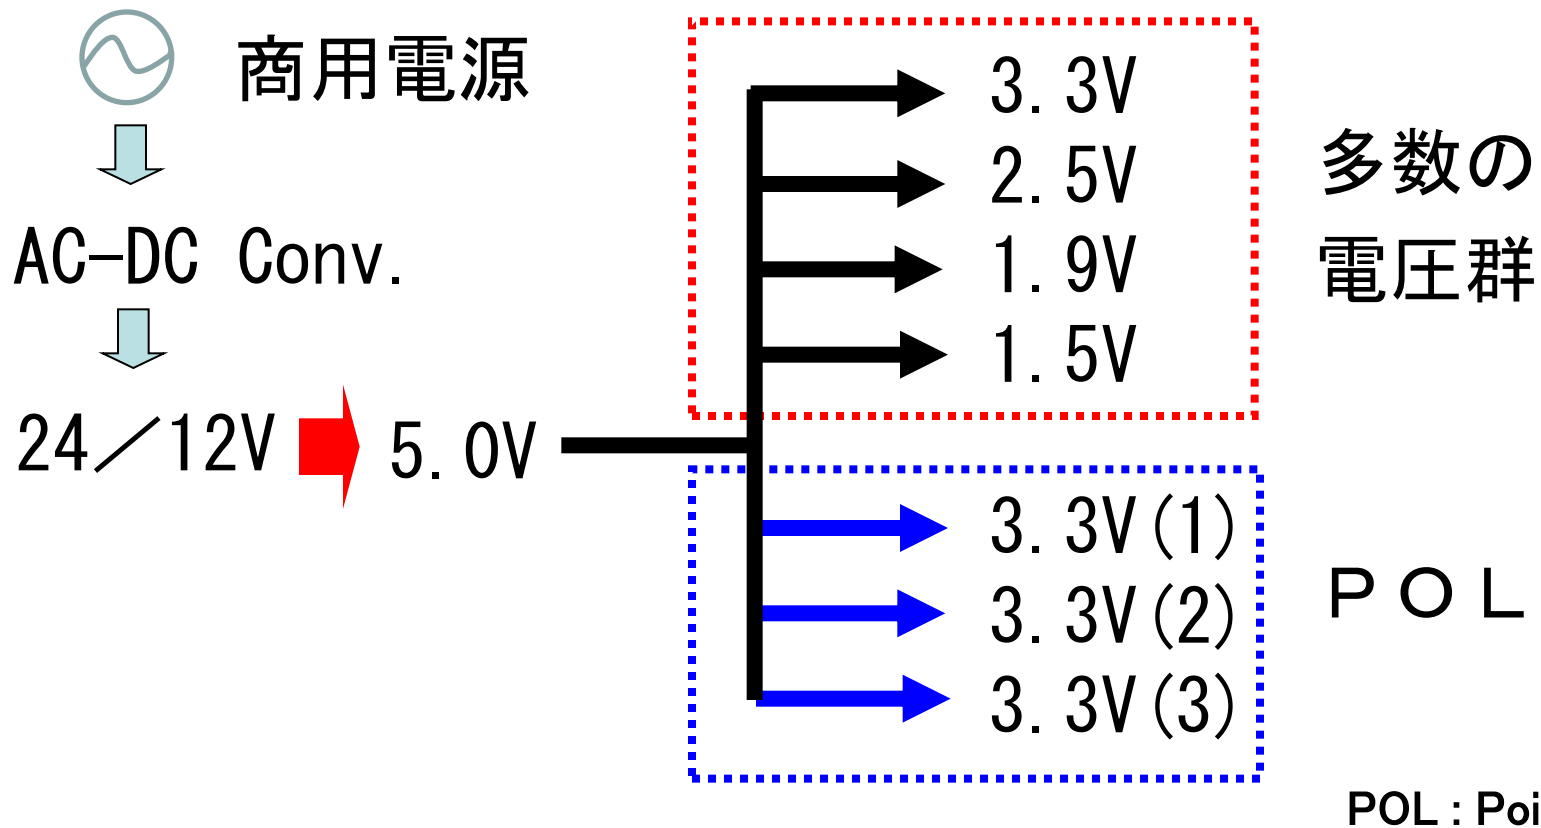 商用電源
AC-DC Conv.
24／12V
5.0V
3.3V
2.5V
1.9V
1.5V
多数の
電圧群
3.3V(1)
3.3V(2)
3.3V(3)
ＰＯＬ
POL : Poi